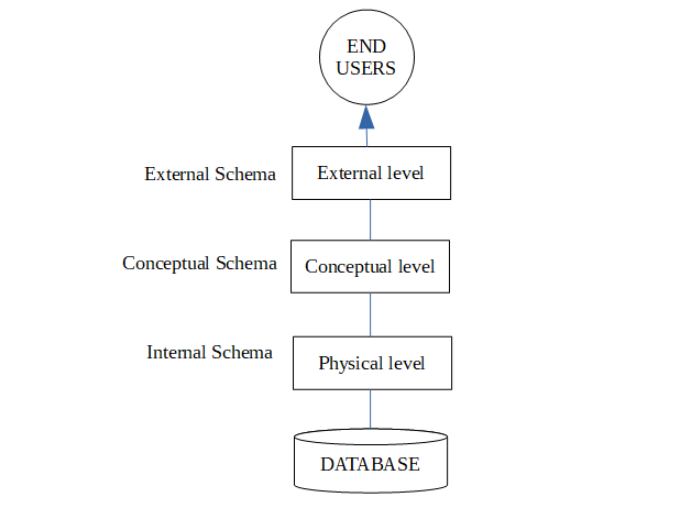 END
USERS
External Schema
External level
Conceptual Schema
Conceptual level
Internal Schema
Physical level
DATABASE